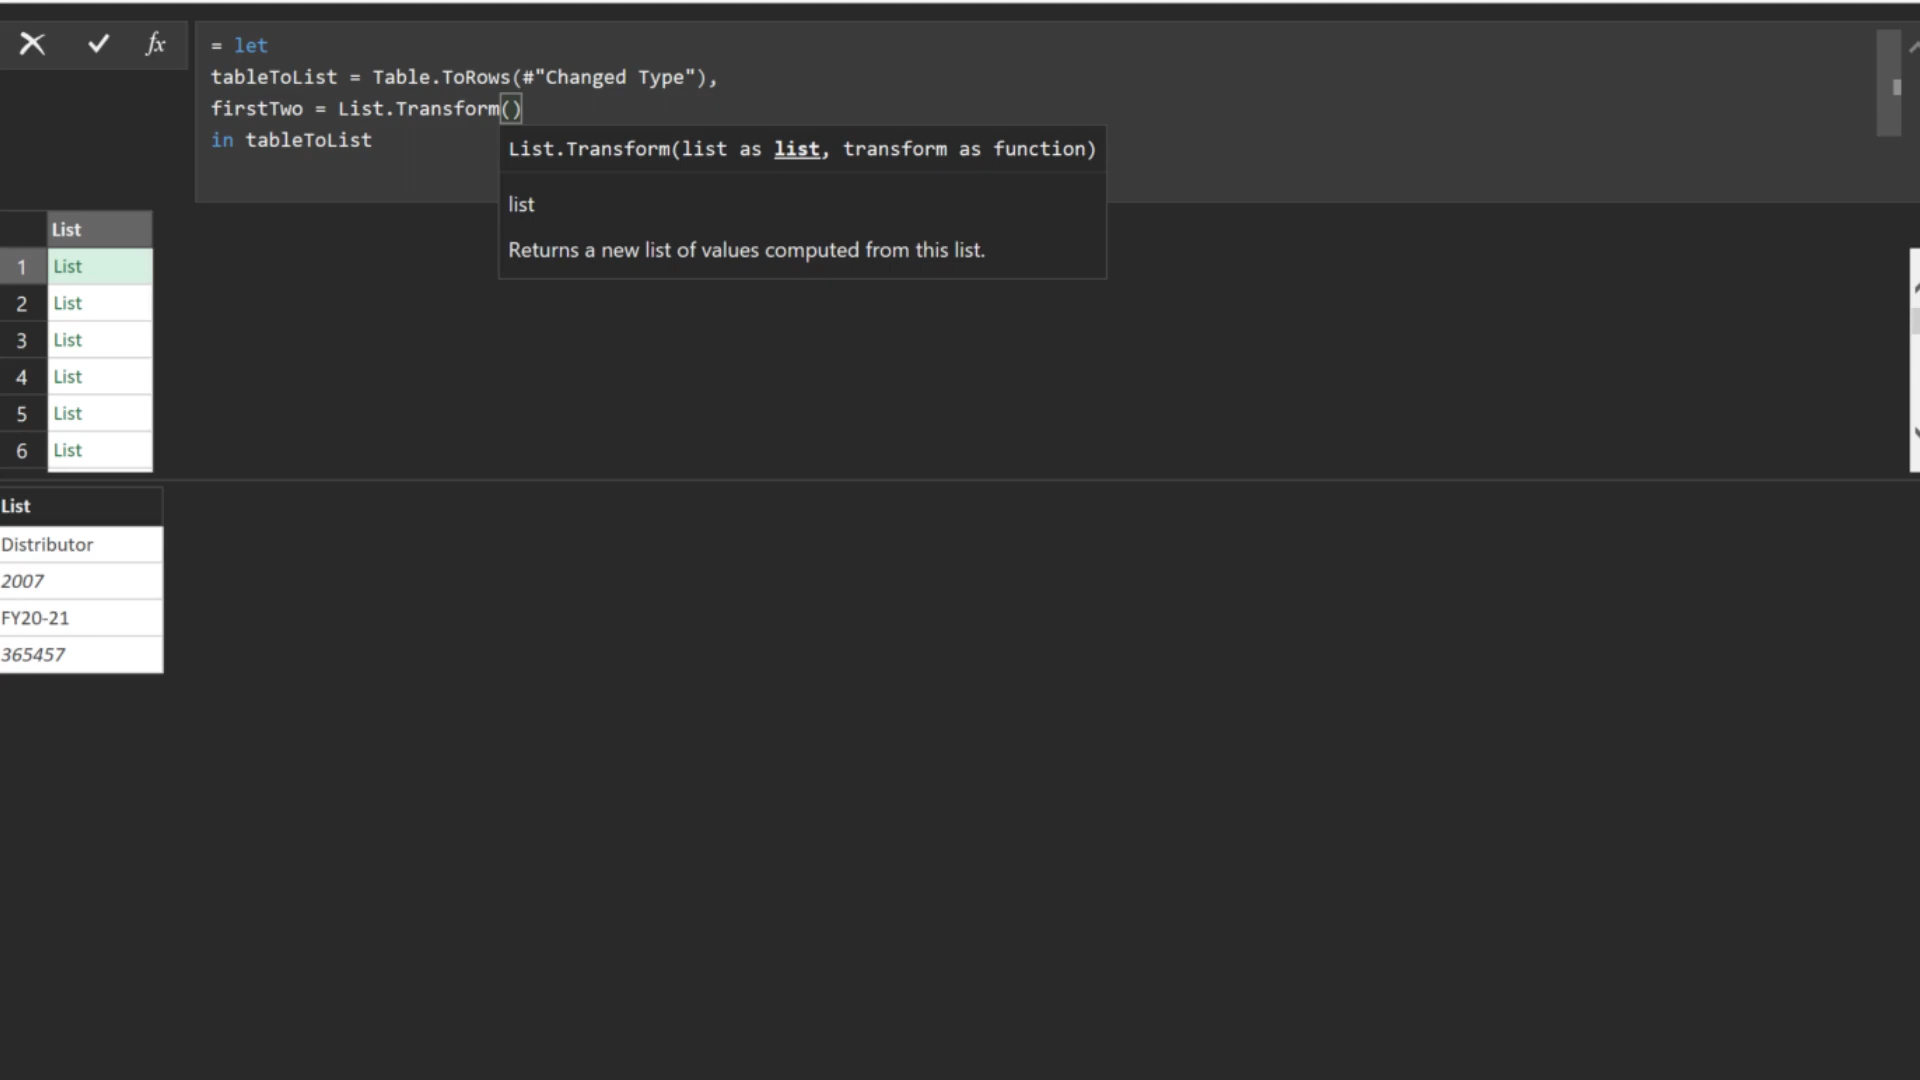 fx
= let
tableToList = Table.ToRows(#"Changed Type"),
firstTwo = List.Transform()
in tableToList
List.Transform(list as list, transform as function)
list
Returns a new list of values computed from this list.
List
1 List
2 List
3 List
4 List
5 List
6 List
List
Distributor
2007
FY20-21
365457